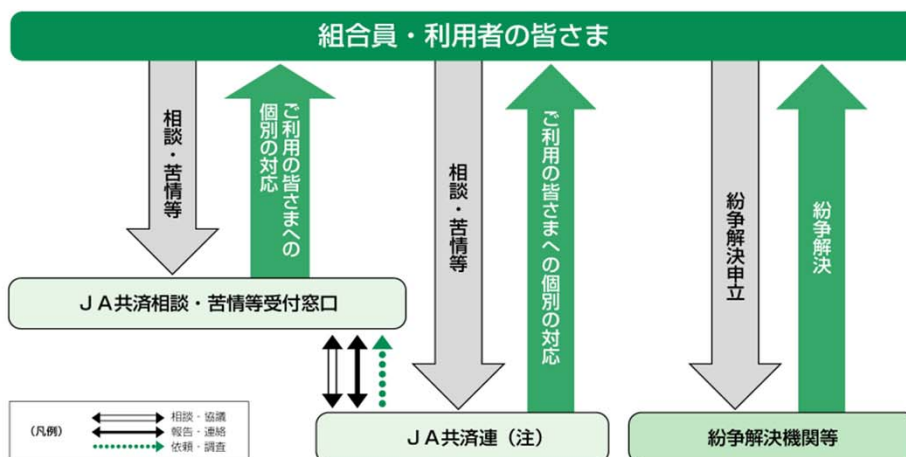 組合員・利用者の皆さま
相談・苦情等
ご利用の皆さまへの
個別の対応
相談・苦情等
ご利用の皆さまへの個別の対応
紛争解決申立
紛争解決
ＪＡ共済相談・苦情等受付窓口
（凡例）
相談・協議
報告・連絡
依頼・調査
ＪＡ共済連（注）
紛争解決機関等